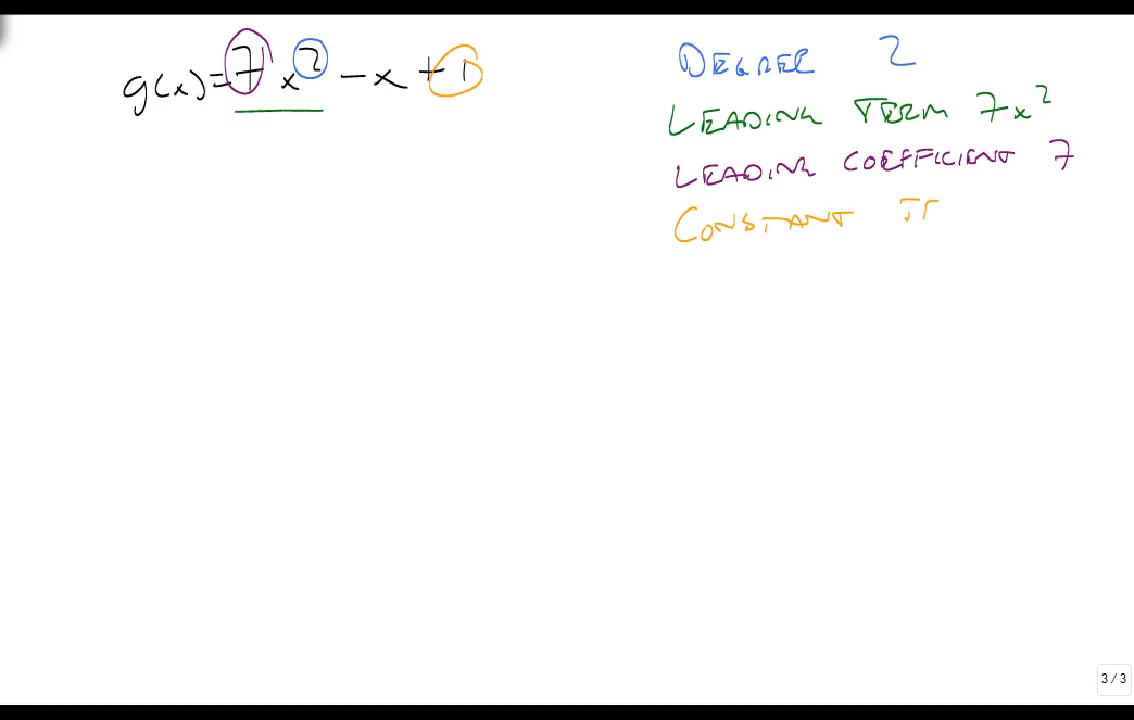 g(x) = 7x² - x + 1
DEGREE 2
LEADING TERM 7x²
LEADING COEFFICIENT 7
CONSTANT
3/3